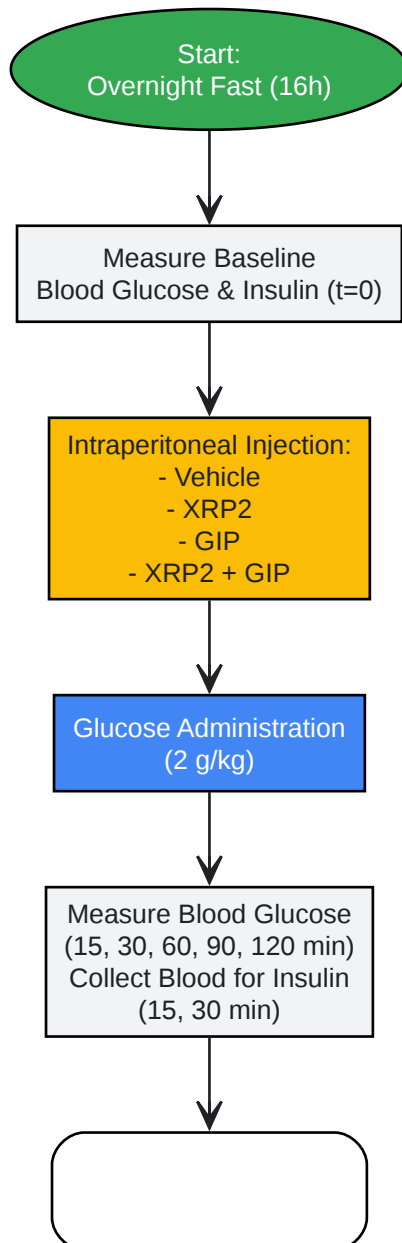 Start:
Overnight Fast (16h)
Measure Baseline
Blood Glucose & Insulin (t=0)
Intraperitoneal Injection:
- Vehicle
- XRP2
- GIP
- XRP2 + GIP
Glucose Administration
(2 g/kg)
Measure Blood Glucose
(15, 30, 60, 90, 120 min)
Collect Blood for Insulin
(15, 30 min)